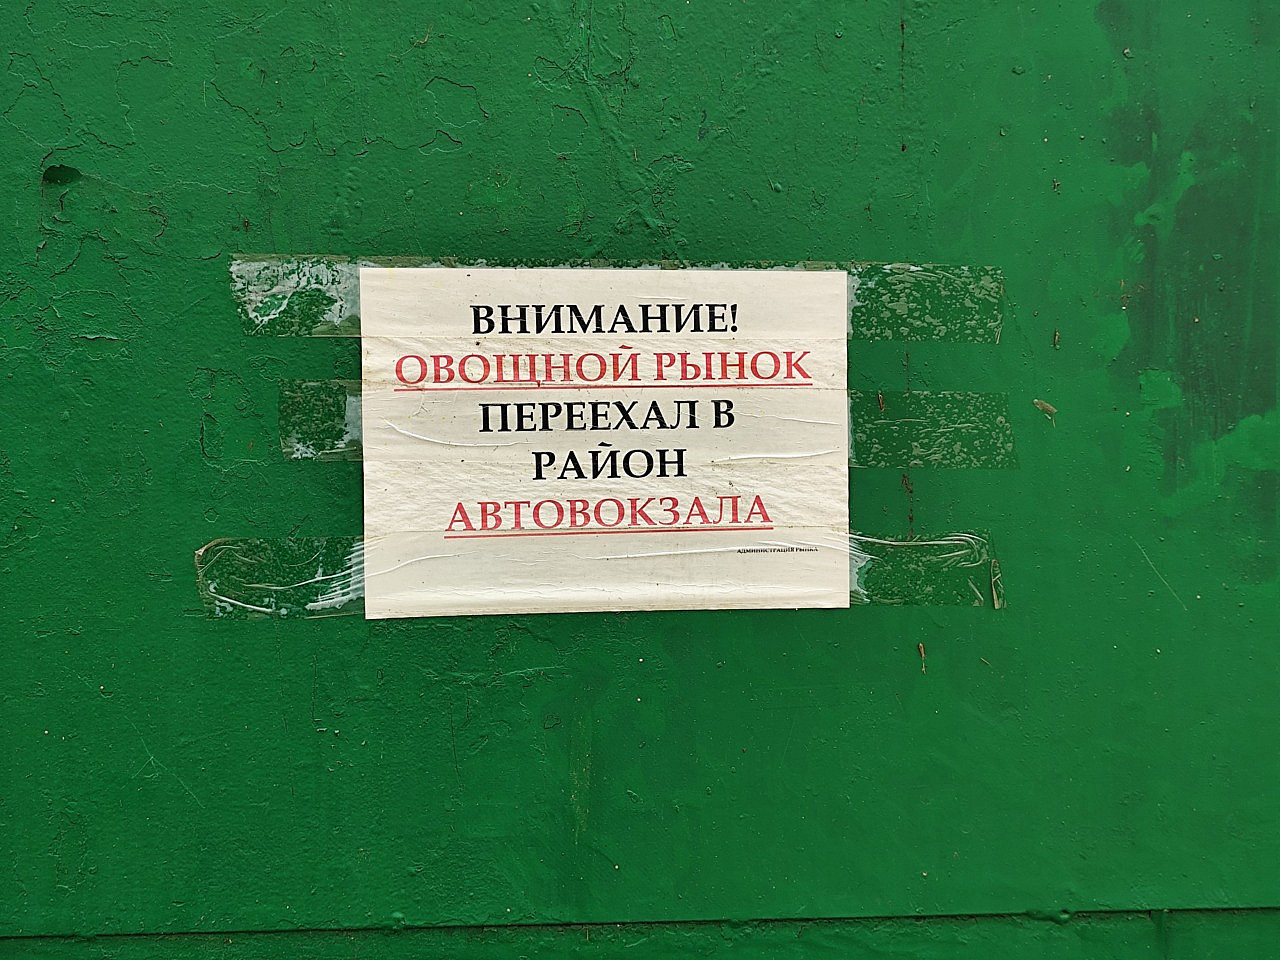 ВНИМАНИЕ!
ОВОЩНОЙ РЫНОК
ПЕРЕЕХАЛ В
РАЙОН
АВТОВОКЗАЛА
АДМИНИСТРАЦИЯ РЫНКА